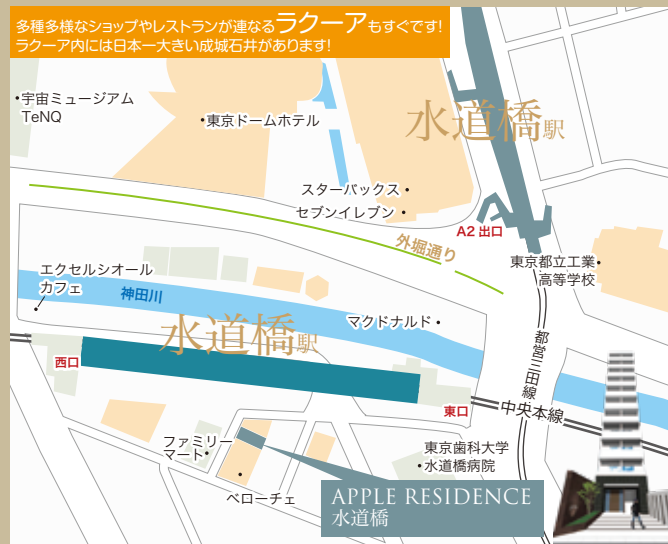 多種多様なショップやレストランが連なるラクーアもすぐです!
ラクーア内には日本一大きい成城石井があります!
・宇宙ミュージアム
TeNQ
・東京ドームホテル
水道橋駅
スターバックス・
セブンイレブン・
A2 出口
外堀通り
東京都立工業・
高等学校
エクセルシオール
カフェ
神田川
水道橋駅
マクドナルド・
都営三田線
西口
東口
中央本線
ファミリー
マート・
東京歯科大学
・水道橋病院
ベローチェ
APPLE RESIDENCE
水道橋